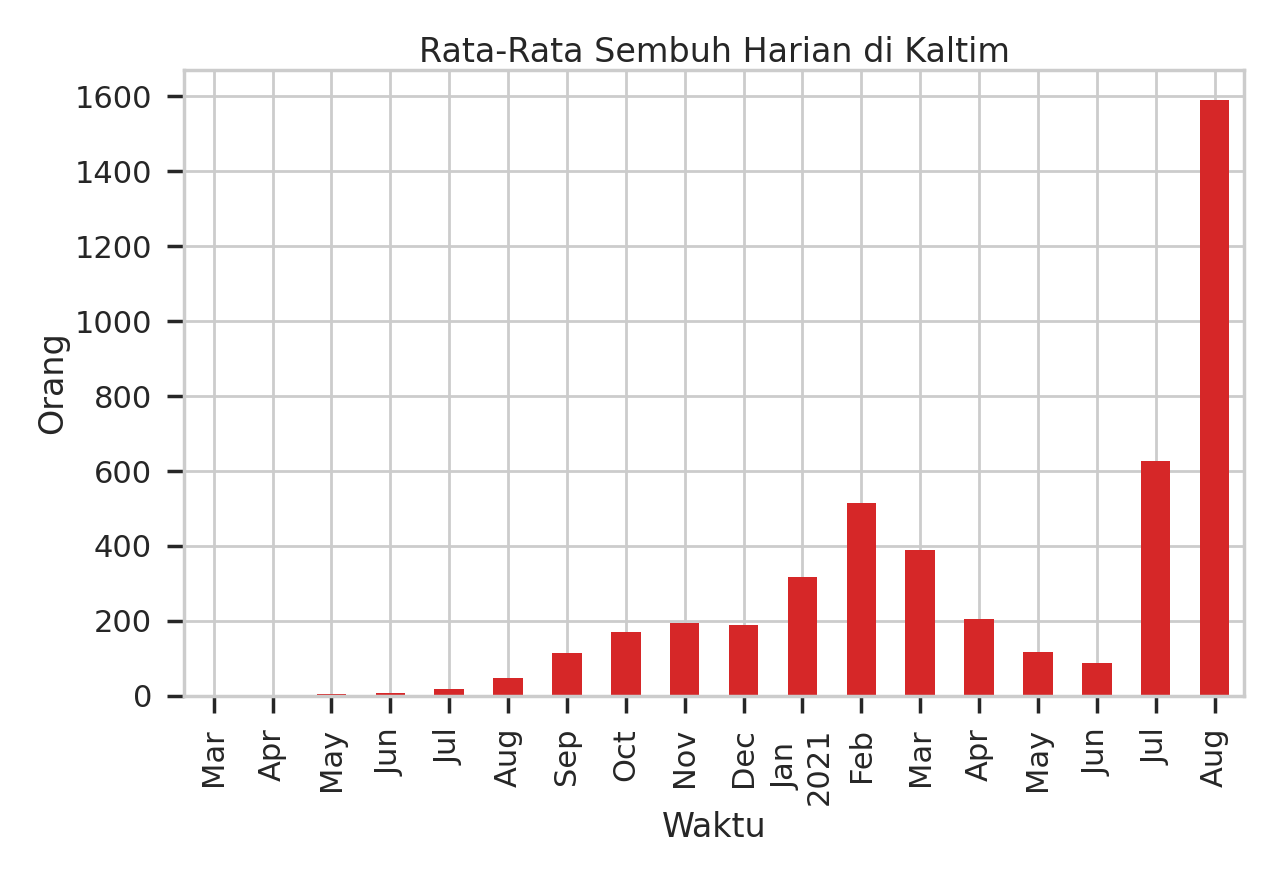 Rata-Rata Sembuh Harian di Kaltim
1600
1400
1200
1000
800
600
400
200
0
Orang
Mar
Apr
May
Jun
Jul
Aug
Sep
Oct
Nov
Dec
Jan
2021
Feb
Mar
Apr
May
Jun
Jul
Aug
Waktu